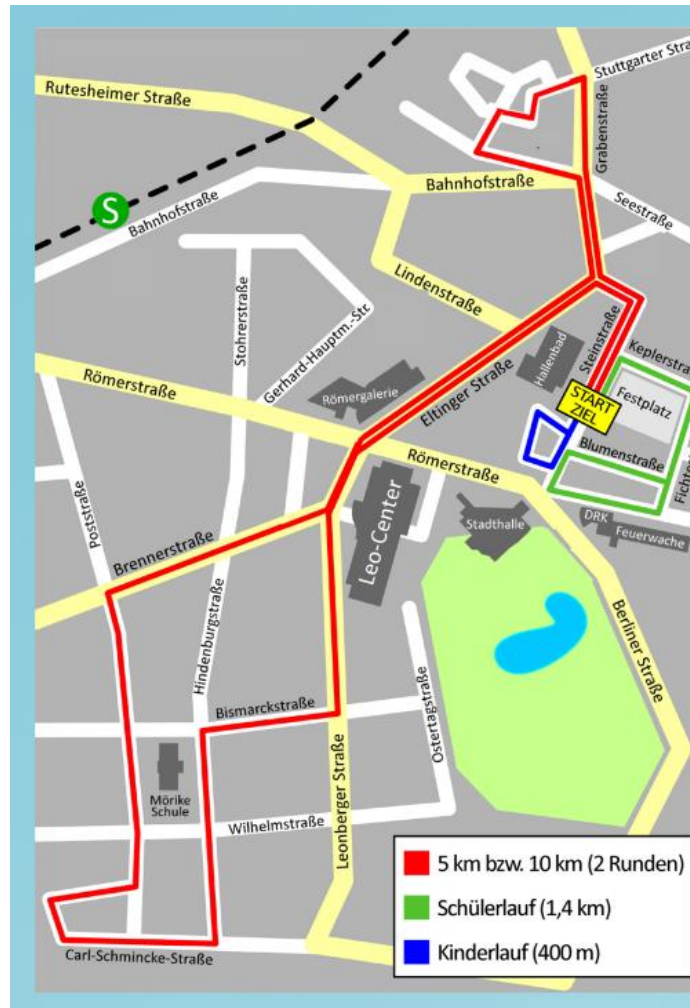 Stuttgarter Stra
Rutesheimer Straße
Grabenstraße
Bahnhofstraße
Seestraße
S
Bahnhofstraße
Lindenstraße
Stohrerstraße
Gerhard-Hauptm.-Str.
Steinstraße
Hallenbad
Keplerstra
Römerstraße
Römergalerie
Eltinger Straße
START
ZIEL
Festplatz
Blumenstraße
Fichte
Römerstraße
Poststraße
Leo-Center
Stadthalle
DRK
Feuerwache
Brennerstraße
Hindenburgstraße
Berliner Straße
Bismarckstraße
Ostertagstraße
Mörike
Schule
Wilhelmstraße
Leonberger Straße
Carl-Schmincke-Straße
5 km bzw. 10 km (2 Runden)
Schülerlauf (1,4 km)
Kinderlauf (400 m)